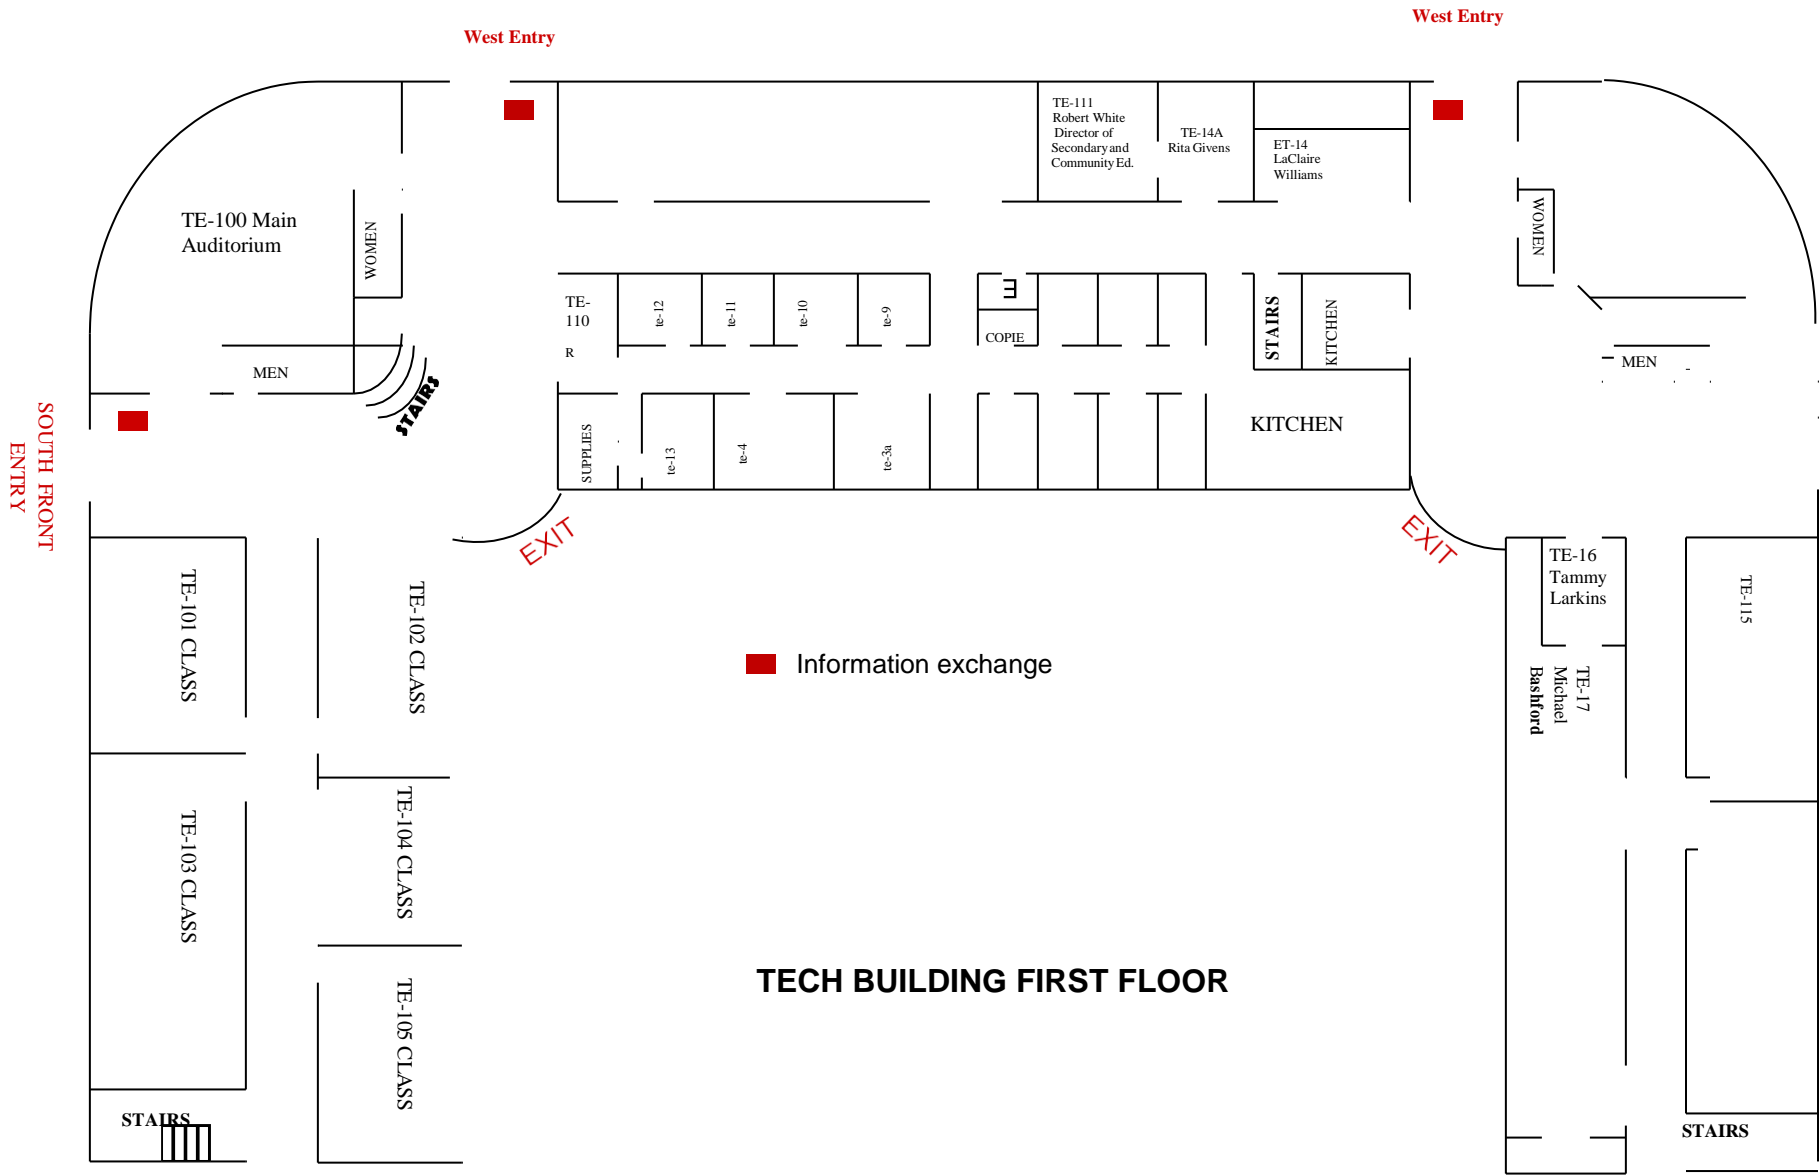 West Entry
West Entry
TE-111
Robert White
Director of
Secondary and
Community Ed.
TE-14A
Rita Givens
ET-14
LaClaire
Williams
TE-100 Main
Auditorium
WOMEN
WOMEN
TE-
110
R
te-12
te-11
te-10
te-9
E
COPIE
STAIRS
KITCHEN
MEN
MEN
STAIRS
SOUTH FRONT
ENTRY
SUPPLIES
te-13
te-4
te-3a
KITCHEN
EXIT
EXIT
TE-101 CLASS
TE-102 CLASS
TE-16
Tammy
Larkins
TE-115
Information exchange
TE-17
Michael
Bashford
TE-103 CLASS
TE-104 CLASS
TECH BUILDING FIRST FLOOR
TE-105 CLASS
STAIRS
STAIRS